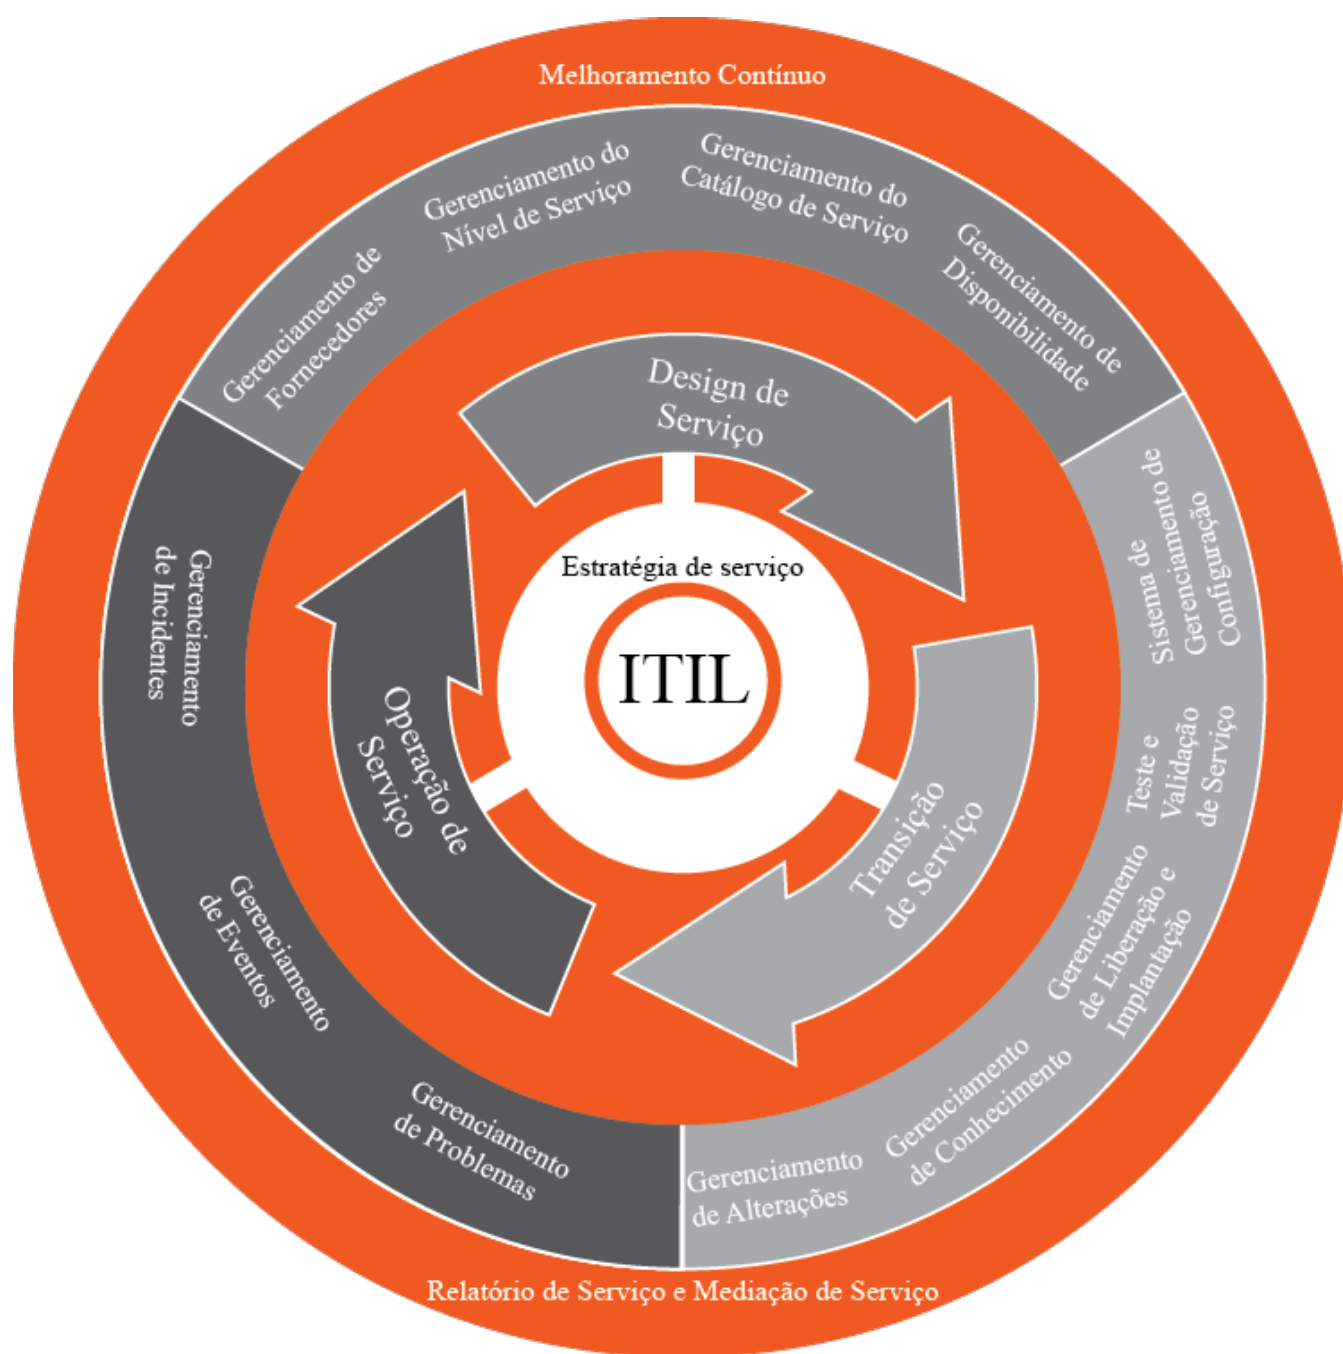 Melhoramento Contínuo
Gerenciamento de
Fornecedores
Gerenciamento do
Nível de Serviço
Gerenciamento do
Catálogo de Serviço
Gerenciamento de
Disponibilidade
Sistema de
Gerenciamento de
Configuração
Teste e
Validação
de Serviço
Gerenciamento
de Liberação e
Implantação
Gerenciamento
de Conhecimento
Gerenciamento
de Alterações
Gerenciamento
de Problemas
Gerenciamento
de Eventos
Gerenciamento
de Incidentes
Design de
Serviço
Transição
de Serviço
Operação de
Serviço
Estratégia de serviço
ITIL
Relatório de Serviço e Mediação de Serviço